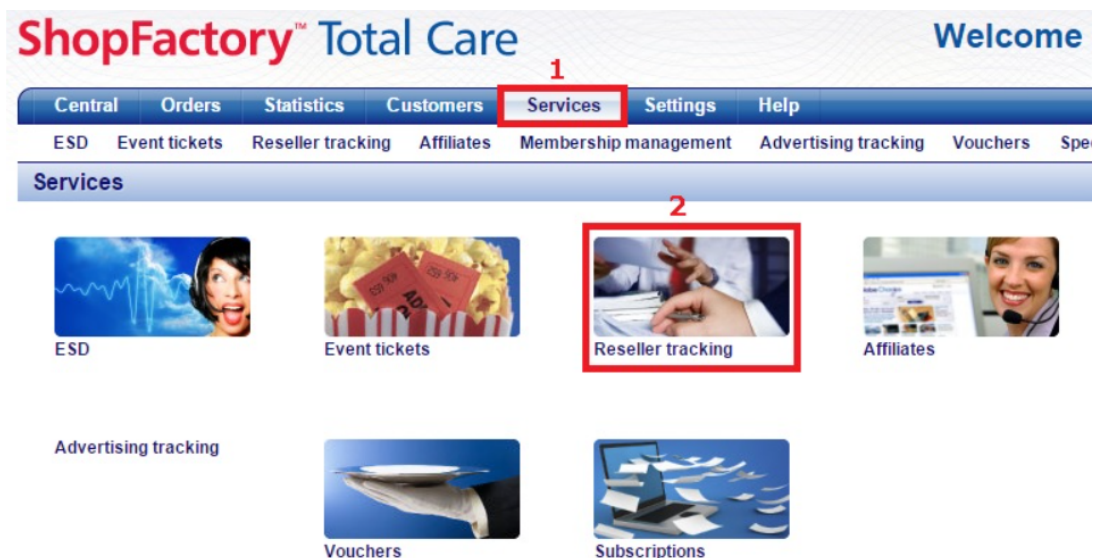 ShopFactory™ Total Care Welcome
1
Central Orders Statistics Customers Services Settings Help
ESD Event tickets Reseller tracking Affiliates Membership management Advertising tracking Vouchers Spe
Services
2
ESD Event tickets Reseller tracking Affiliates
Advertising tracking
Vouchers Subscriptions